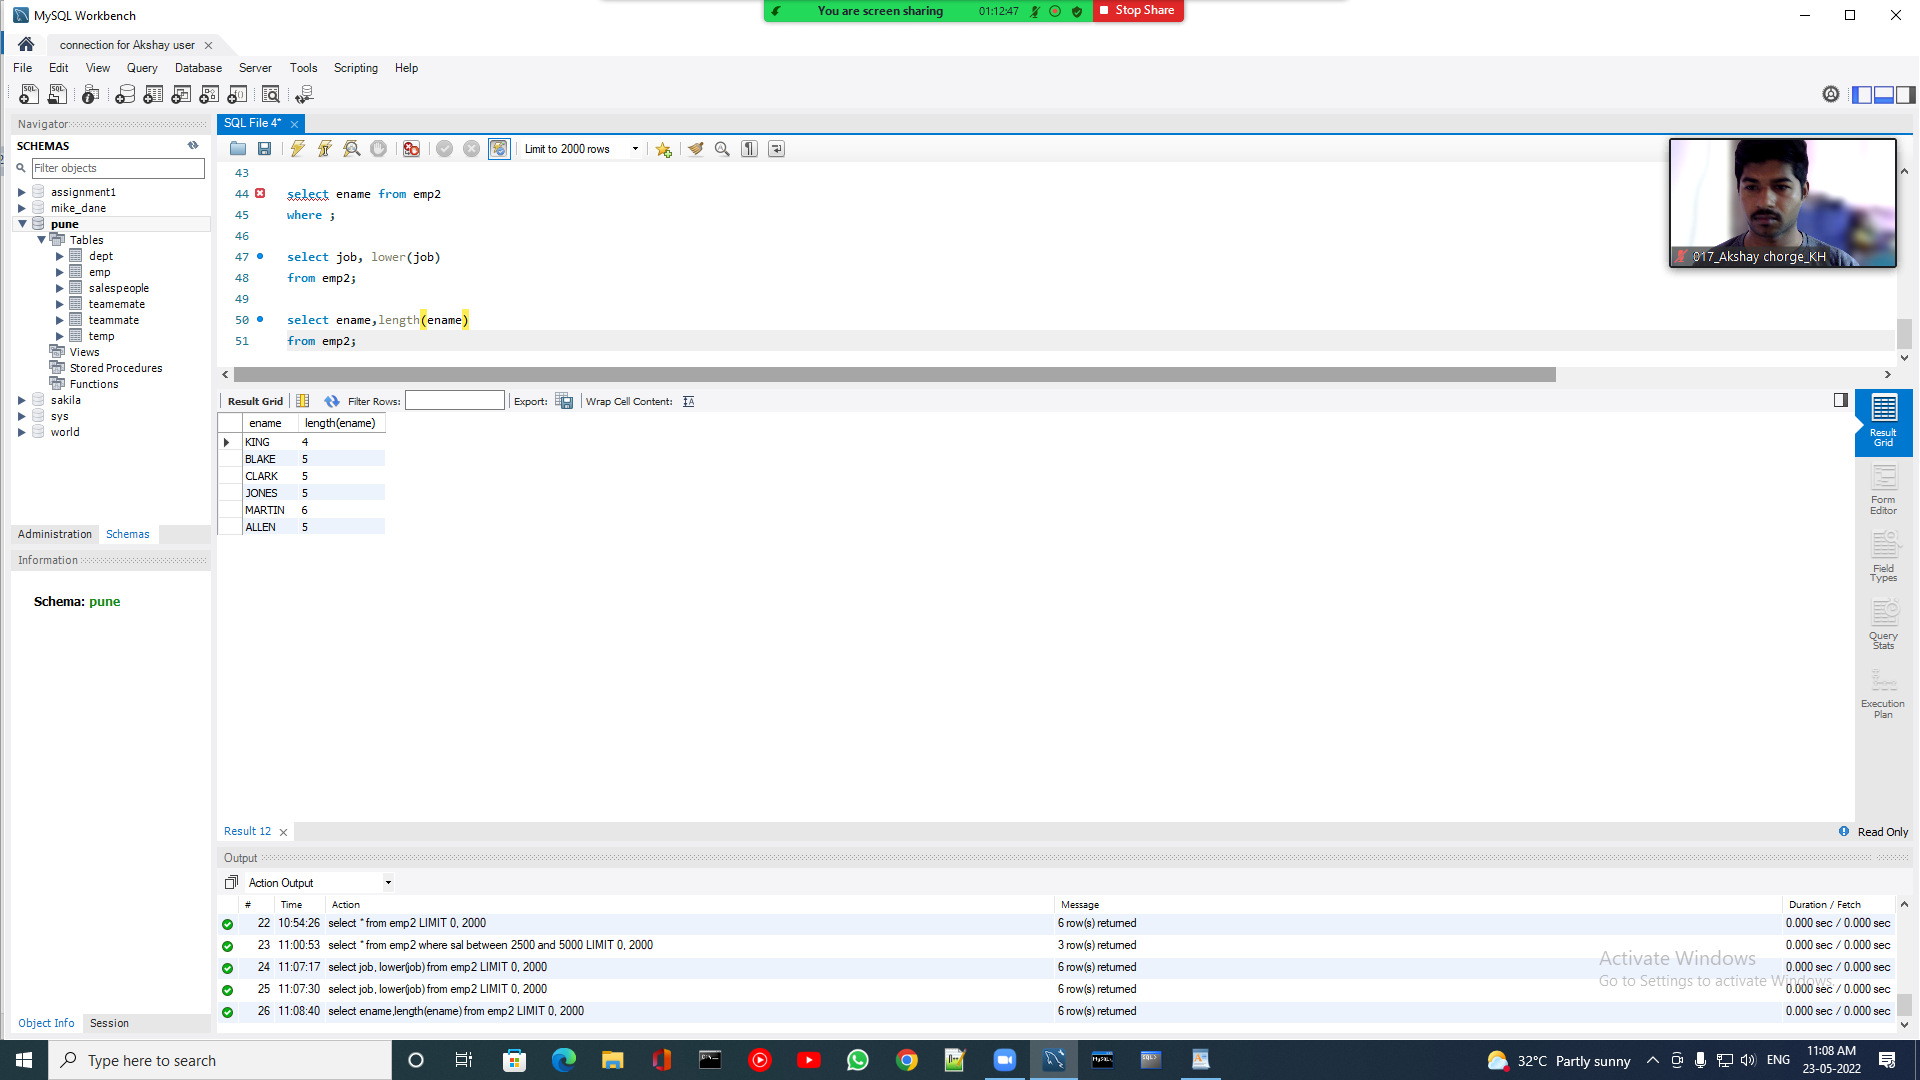 MySQL Workbench
You are screen sharing 01:12:47 Stop Share
connection for Akshay user
File Edit View Query Database Server Tools Scripting Help
Navigator
SCHEMAS
Filter objects
assignment1
mike_dane
pune
Tables
dept
emp
salespeople
teamemate
teammate
temp
Views
Stored Procedures
Functions
sakila
sys
world
Administration Schemas
Information
Schema: pune
Object Info Session
SQL File 4*
Limit to 2000 rows
43
44 select ename from emp2
45 where ;
46
47 select job, lower(job)
48 from emp2;
49
50 select ename,length(ename)
51 from emp2;
017_Akshay chorge_KH
Result Grid Filter Rows: Export: Wrap Cell Content:
ename length(ename)
KING 4
BLAKE 5
CLARK 5
JONES 5
MARTIN 6
ALLEN 5
Result Grid
Form Editor
Field Types
Query Stats
Execution Plan
Result 12
Read Only
Output
Action Output
# Time Action Message Duration / Fetch
22 10:54:26 select * from emp2 LIMIT 0, 2000 6 row(s) returned 0.000 sec / 0.000 sec
23 11:00:53 select * from emp2 where sal between 2500 and 5000 LIMIT 0, 2000 3 row(s) returned 0.000 sec / 0.000 sec
24 11:07:17 select job, lower(job) from emp2 LIMIT 0, 2000 6 row(s) returned 0.000 sec / 0.000 sec
25 11:07:30 select job, lower(job) from emp2 LIMIT 0, 2000 6 row(s) returned 0.000 sec / 0.000 sec
26 11:08:40 select ename,length(ename) from emp2 LIMIT 0, 2000 6 row(s) returned 0.000 sec / 0.000 sec
Activate Windows
Go to Settings to activate Windows.
Type here to search
32°C Partly sunny
ENG
11:08 AM
23-05-2022